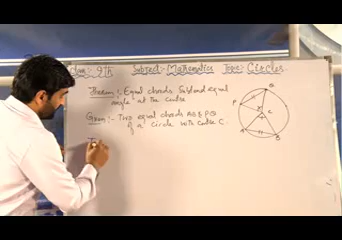 Class: 9th Subject:- Mathematics Topic:- Circles
Theorem :- Equal chords Subtend equal
angle at the centre
Given:- Two equal chords AB & PQ
of a circle with centre C.
T
Q
P
C
A
B